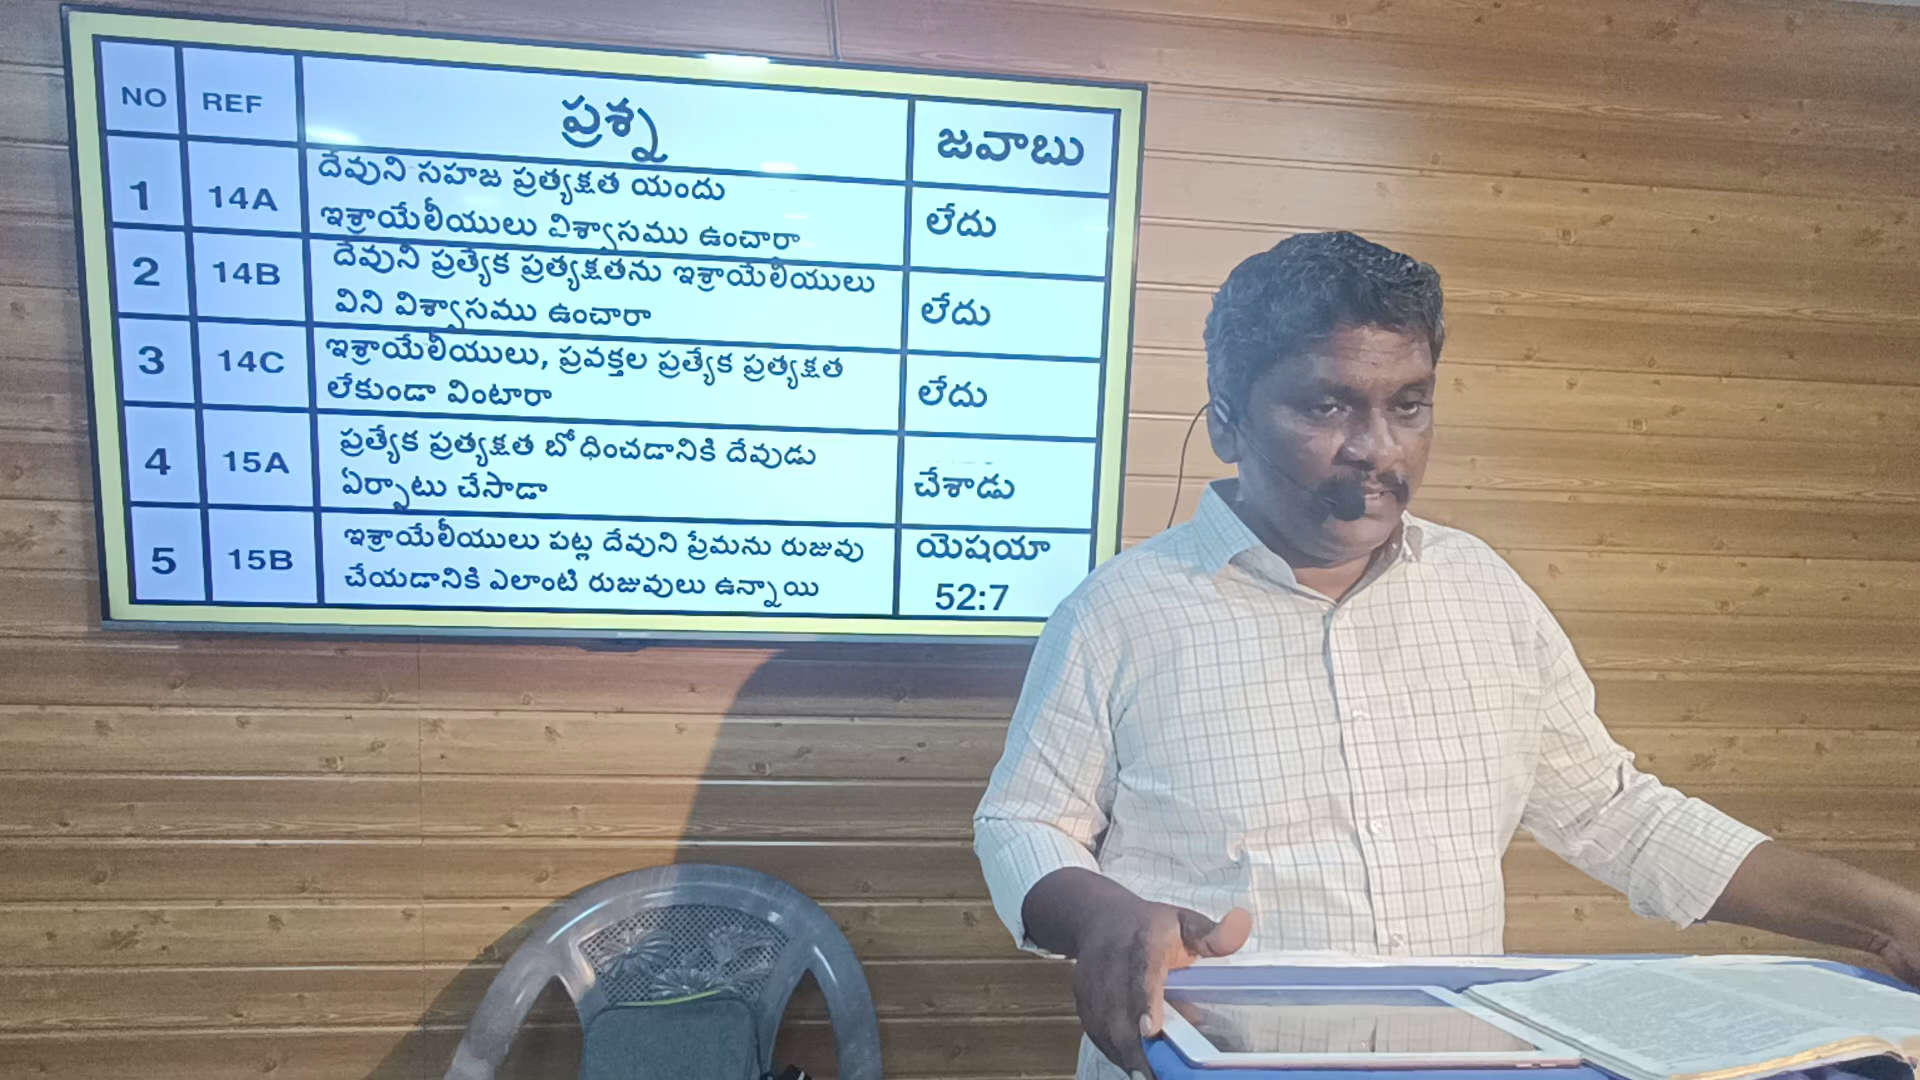 NO REF ప్రశ్న జవాబు
1 14A దేవుని సహజ ప్రత్యక్షత యందు
ఇశ్రాయేలీయులు విశ్వాసము ఉంచారా లేదు
2 14B దేవుని ప్రత్యేక ప్రత్యక్షతను ఇశ్రాయేలీయులు
విని విశ్వాసము ఉంచారా లేదు
3 14C ఇశ్రాయేలీయులు, ప్రవక్తల ప్రత్యేక ప్రత్యక్షత
లేకుండా వింటారా లేదు
4 15A ప్రత్యేక ప్రత్యక్షత బోధించడానికి దేవుడు
ఏర్పాటు చేసాడా చేశాడు
5 15B ఇశ్రాయేలీయులు పట్ల దేవుని ప్రేమను రుజువు యెషయా
చేయడానికి ఎలాంటి రుజువులు ఉన్నాయి 52:7